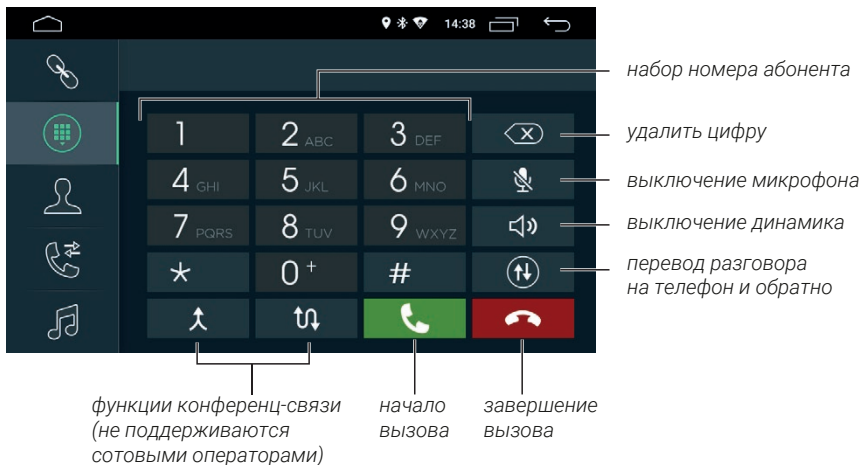 14:38
набор номера абонента
1 2 ABC 3 DEF
удалить цифру
4 GHI 5 JKL 6 MNO
выключение микрофона
7 PQRS 8 TUV 9 WXYZ
выключение динамика
* 0 + #
перевод разговора
на телефон и обратно
функции конференц-связи
(не поддерживаются
сотовыми операторами)
начало
вызова
завершение
вызова